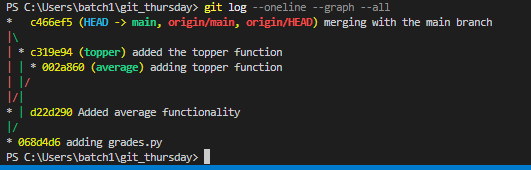 PS C:\Users\batch1\git_thursday> git log --oneline --graph --all
*   c466ef5 (HEAD -> main, origin/main, origin/HEAD) merging with the main branch
|\
| * c319e94 (topper) added the topper function
| | * 002a860 (average) adding topper function
| |/
|/|
* | d22d290 Added average functionality
|/
* 068d4d6 adding grades.py
PS C:\Users\batch1\git_thursday>